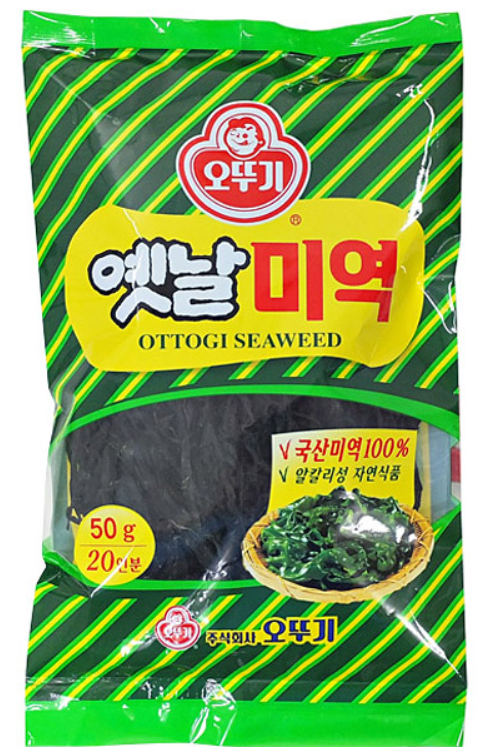 오뚜기
®
옛날 미역
OTTOGI SEAWEED
√ 국산미역100%
√ 알칼리성 자연식품
50 g
20인분
오뚜기
주식회사 오뚜기